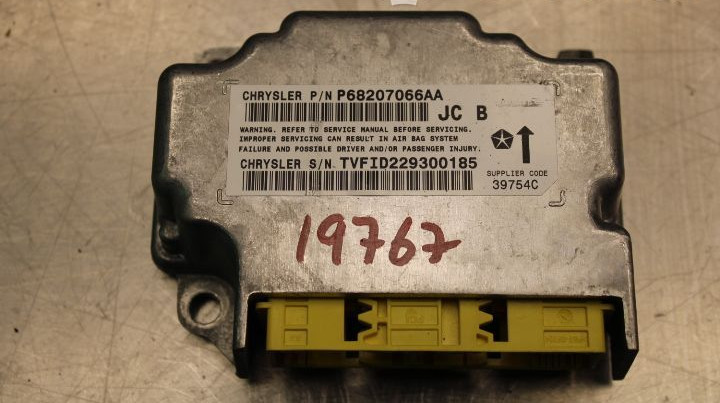 CHRYSLER P/N P68207066AA
JC B
WARNING. REFER TO SERVICE MANUAL BEFORE SERVICING.
IMPROPER SERVICING CAN RESULT IN AIR BAG SYSTEM
FAILURE AND POSSIBLE DRIVER AND/OR PASSENGER INJURY.
CHRYSLER S/N TVFID229300185
SUPPLIER CODE
39754C
19767